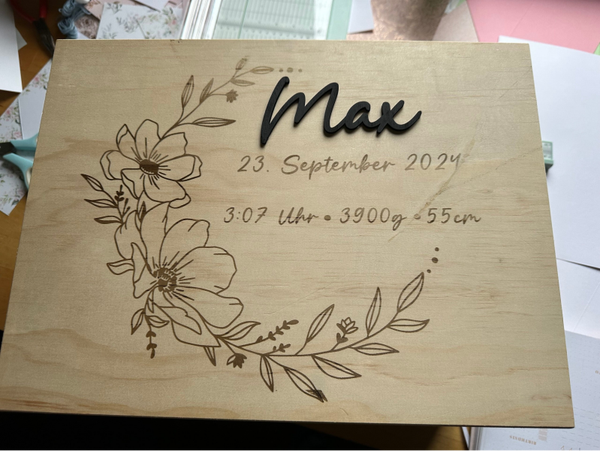 Max
23. September 2024
3:07 Uhr • 3900g • 55cm